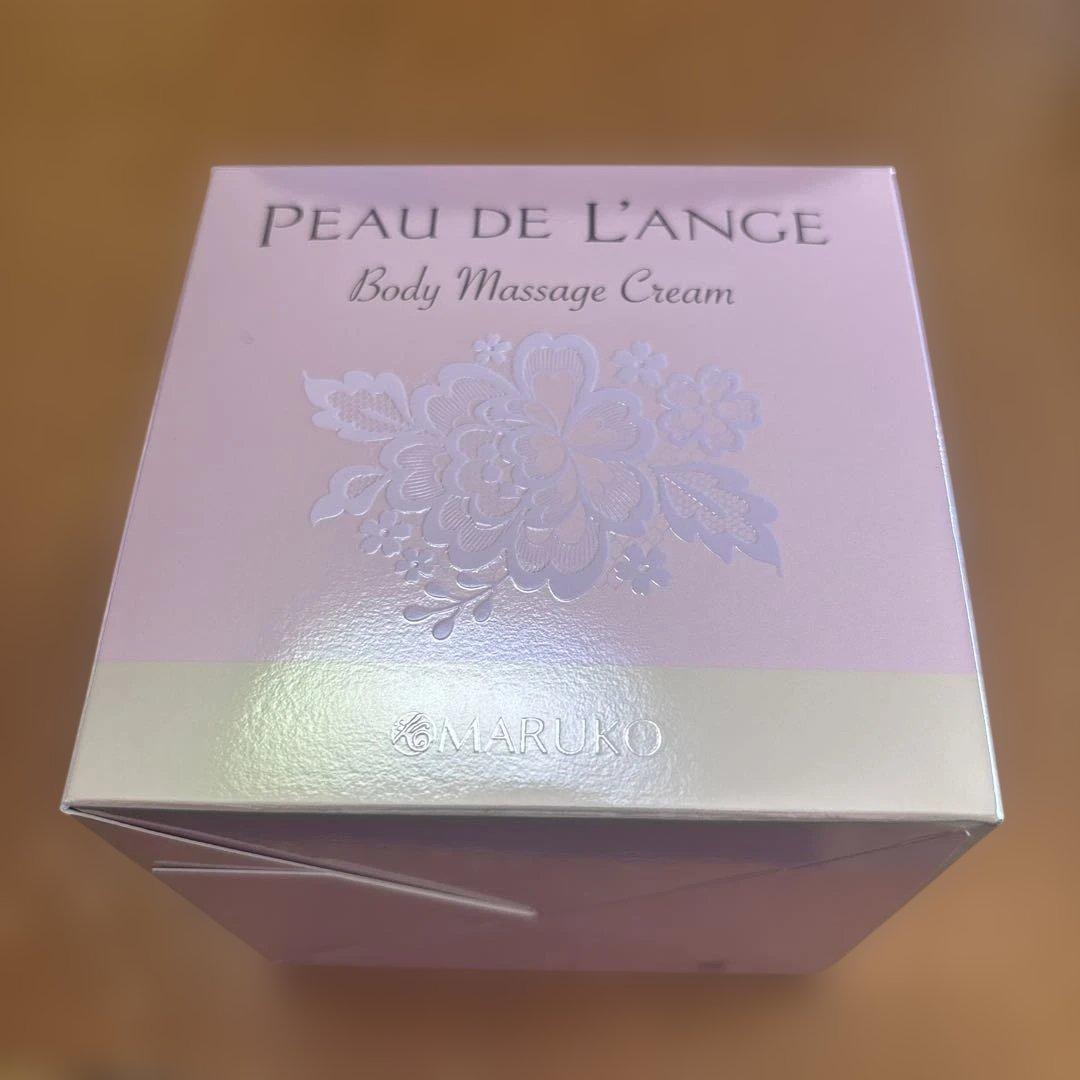 PEAU DE L'ANGE
Body Massage Cream
MARUKO